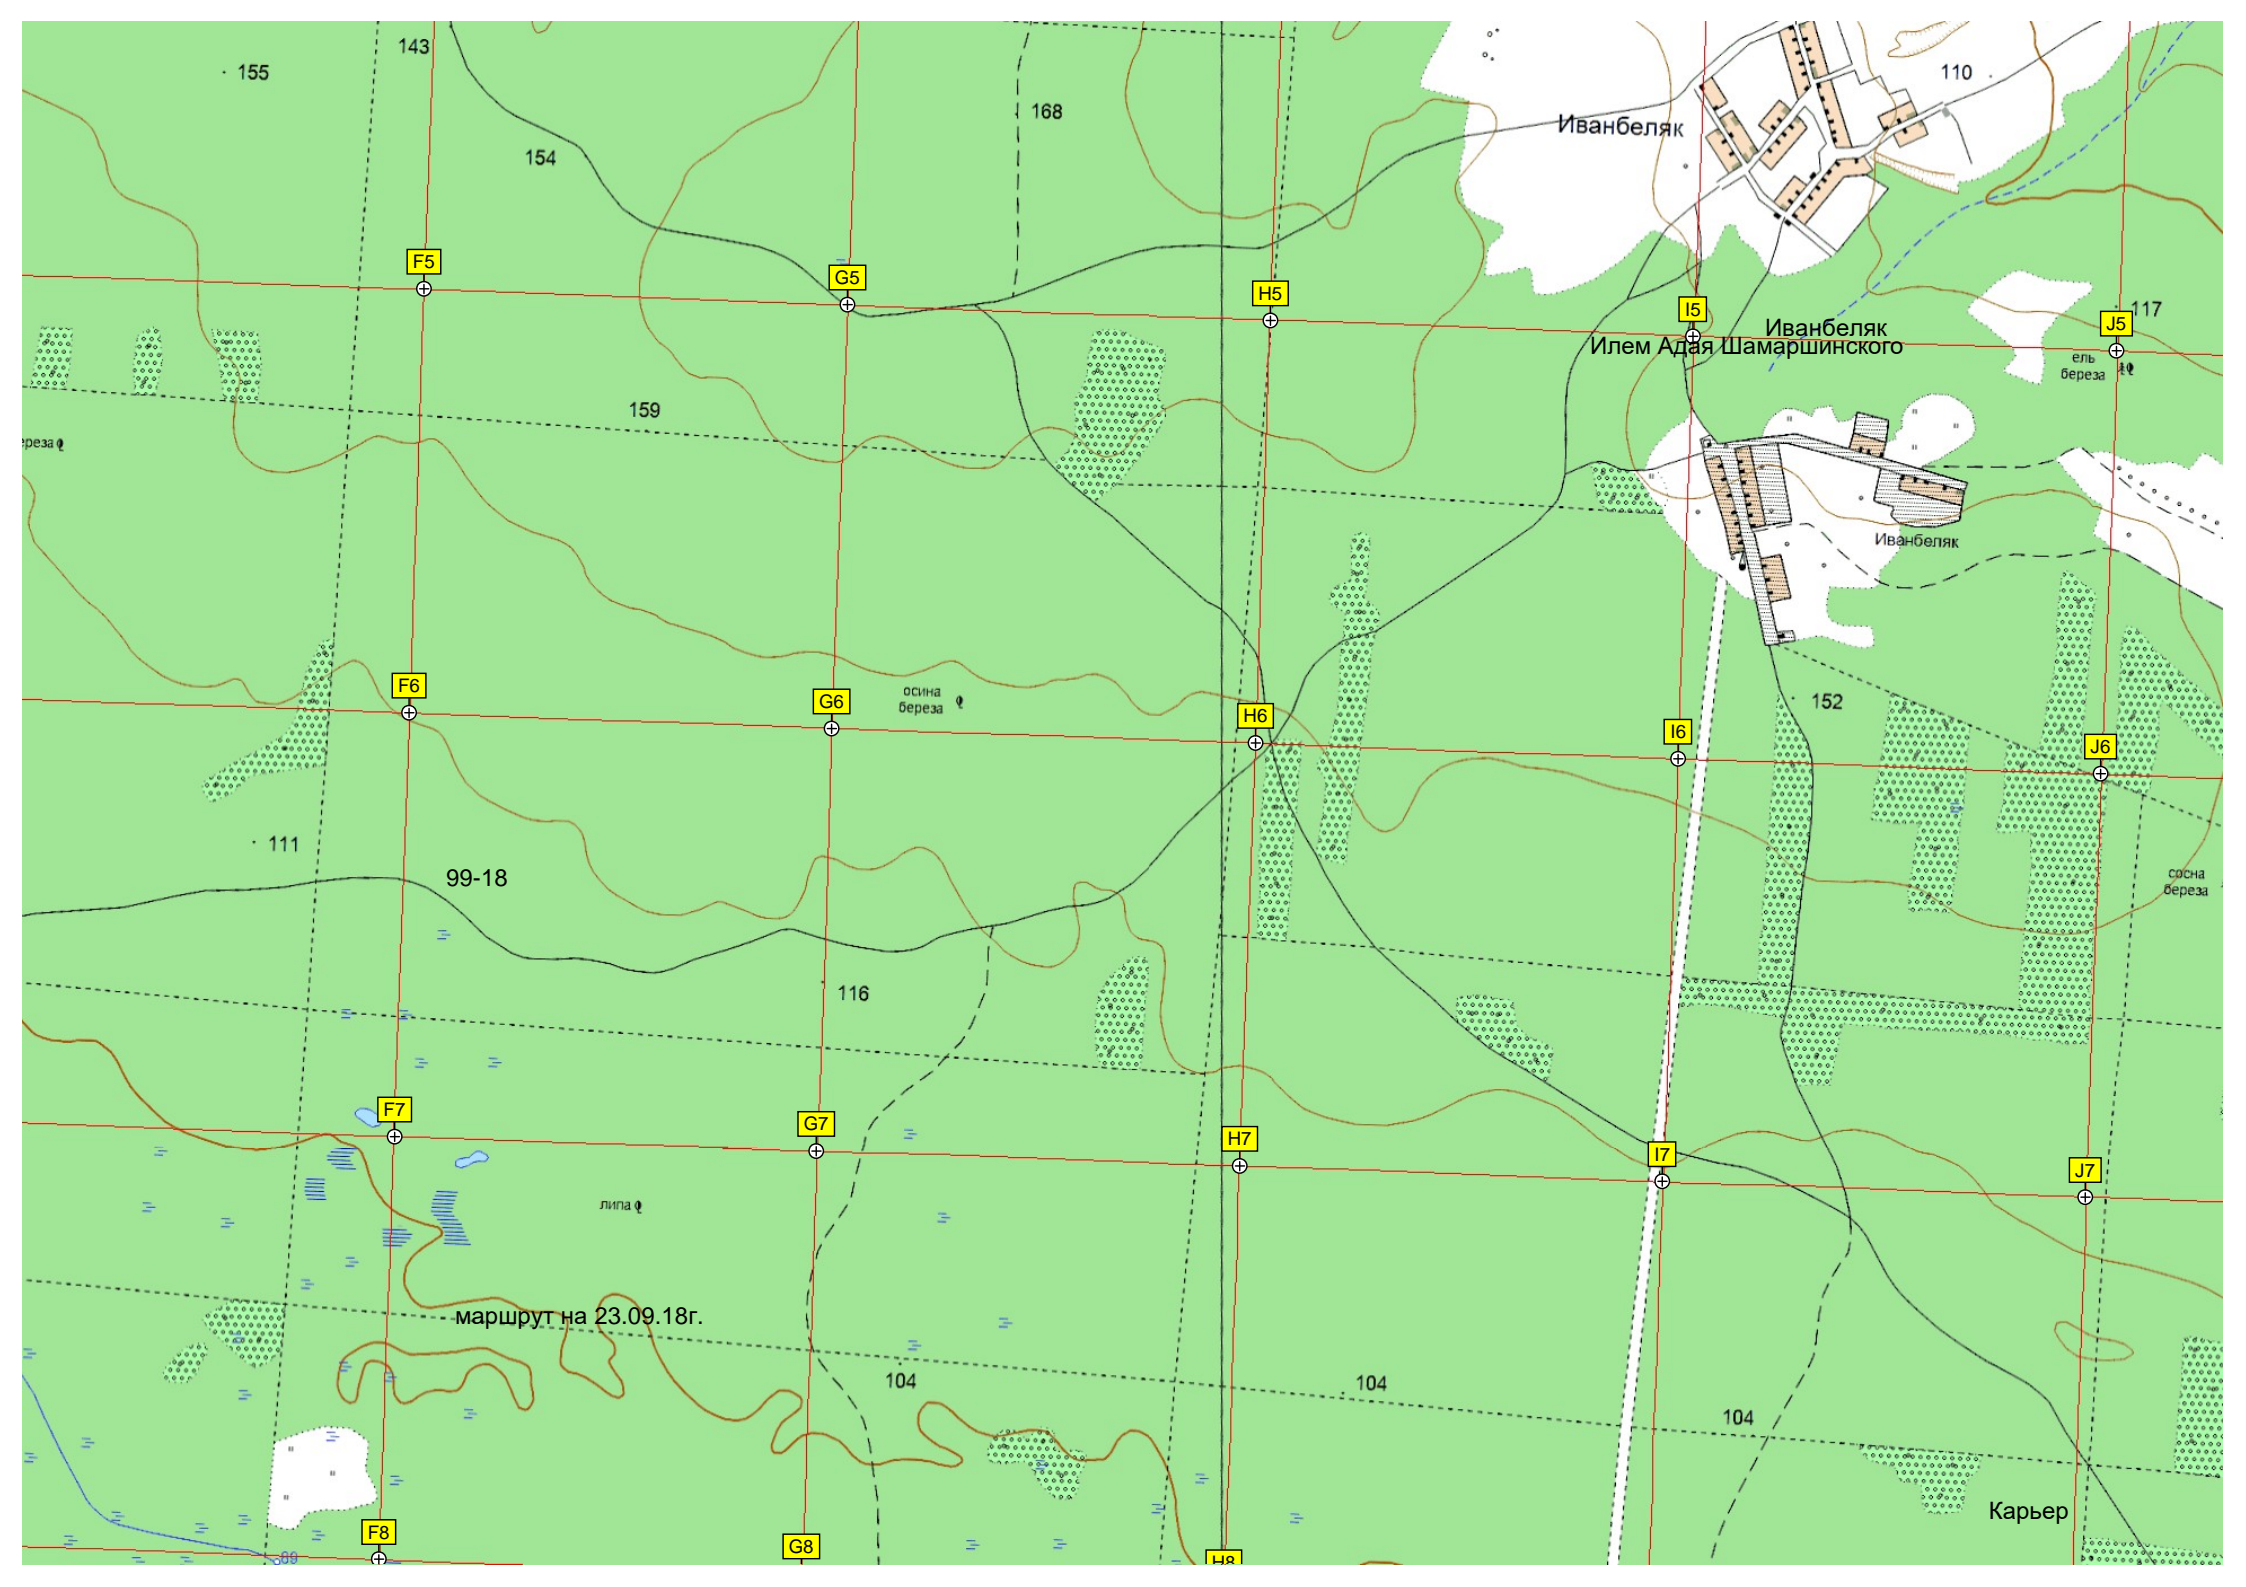 143
155
110
168
Иванбеляк
154
F5
G5
H5
I5
117
Иванбеляк
J5
Илем Адая Шамаршинского
ель
береза
159
ереза
Иванбеляк
F6
осина
береза
G6
152
H6
I6
J6
111
99-18
сосна
береза
116
F7
G7
H7
I7
J7
липа
маршрут на 23.09.18г.
104
104
104
Карьер
F8
G8
89
H8